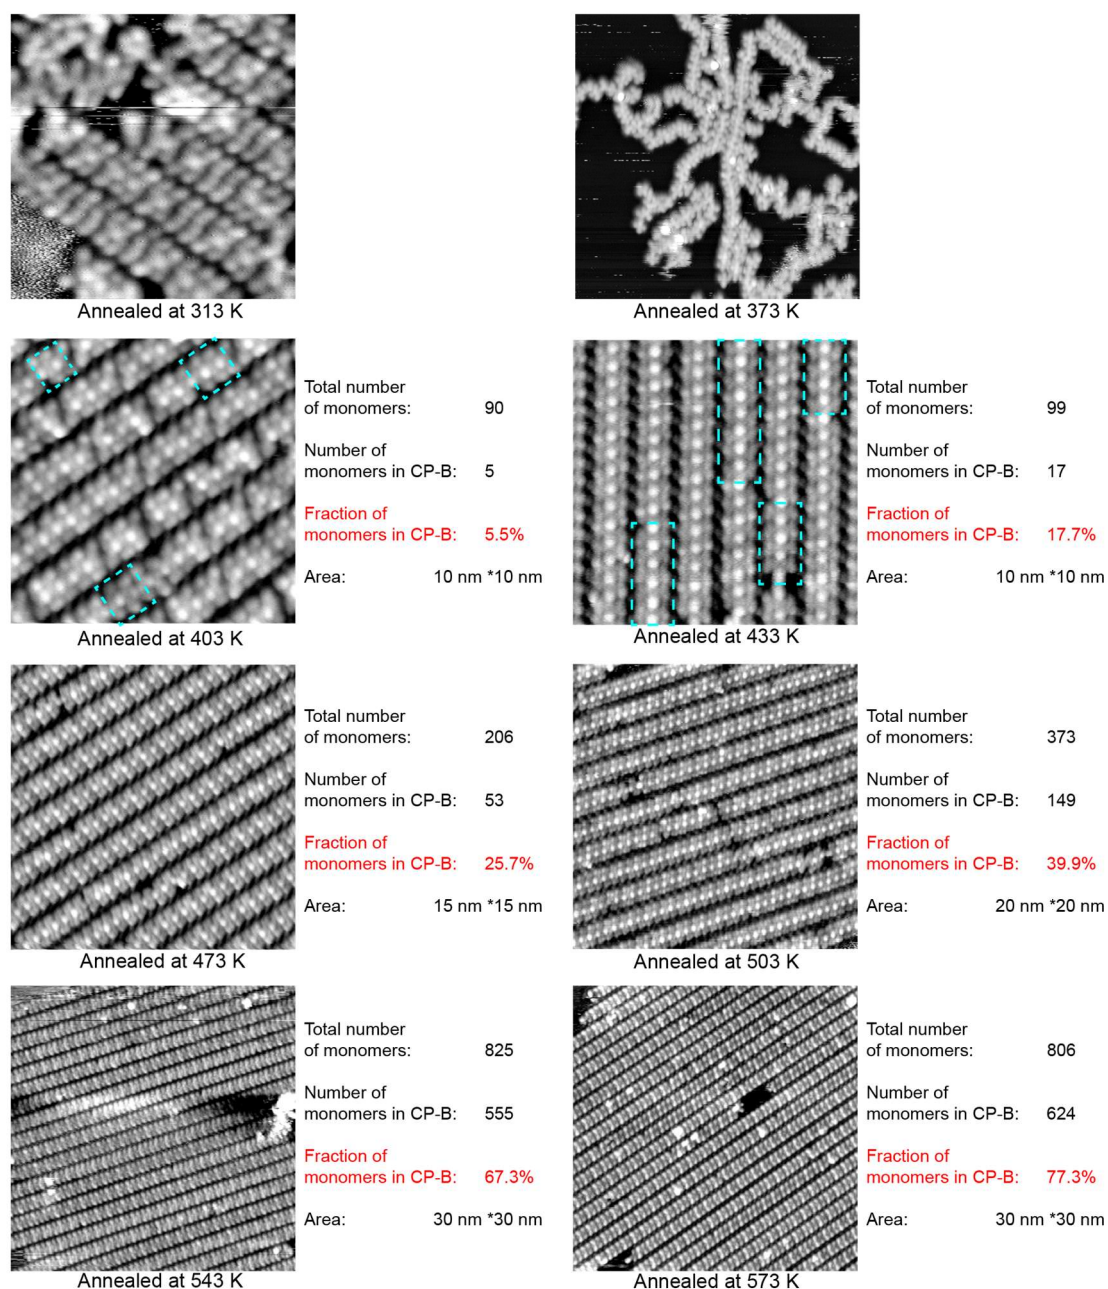 Annealed at 313 K
Annealed at 373 K
Total number
of monomers: 90
Number of
monomers in CP-B: 5
Fraction of
monomers in CP-B: 5.5%
Area: 10 nm *10 nm
Annealed at 403 K
Total number
of monomers: 99
Number of
monomers in CP-B: 17
Fraction of
monomers in CP-B: 17.7%
Area: 10 nm *10 nm
Annealed at 433 K
Total number
of monomers: 206
Number of
monomers in CP-B: 53
Fraction of
monomers in CP-B: 25.7%
Area: 15 nm *15 nm
Annealed at 473 K
Total number
of monomers: 373
Number of
monomers in CP-B: 149
Fraction of
monomers in CP-B: 39.9%
Area: 20 nm *20 nm
Annealed at 503 K
Total number
of monomers: 825
Number of
monomers in CP-B: 555
Fraction of
monomers in CP-B: 67.3%
Area: 30 nm *30 nm
Annealed at 543 K
Total number
of monomers: 806
Number of
monomers in CP-B: 624
Fraction of
monomers in CP-B: 77.3%
Area: 30 nm *30 nm
Annealed at 573 K